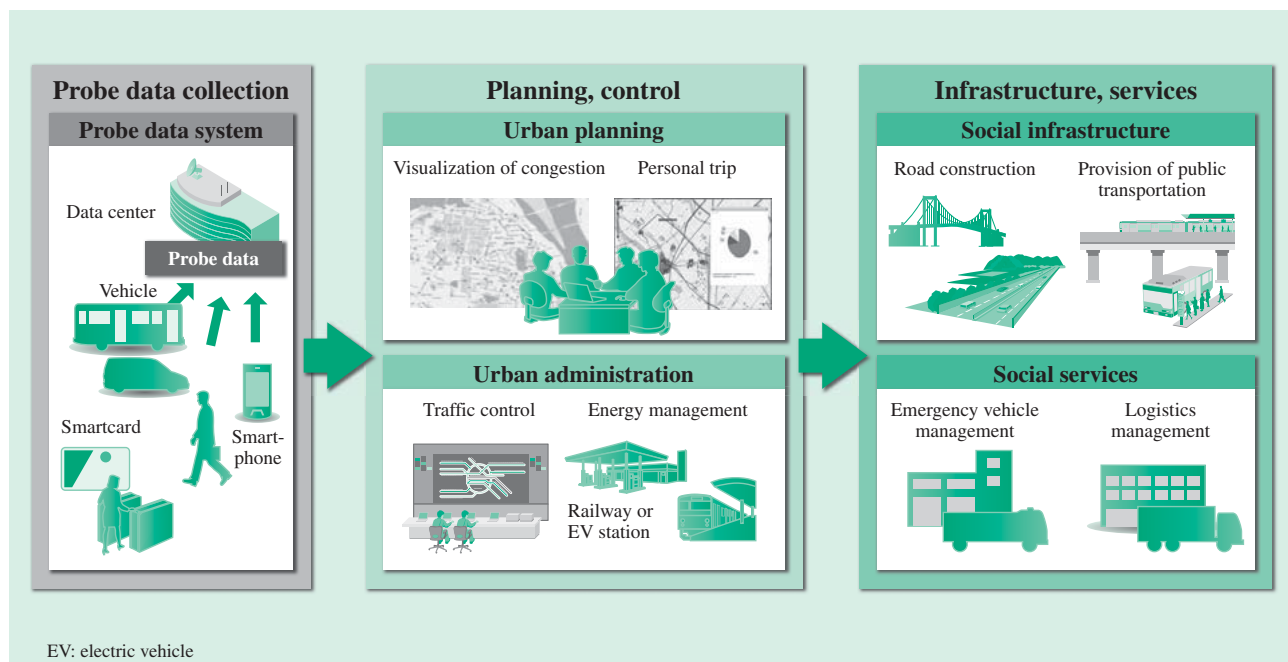 Probe data collection
Probe data system
Data center
Probe data
Vehicle
Smartcard
Smart-
phone
Planning, control
Urban planning
Visualization of congestion
Personal trip
Urban administration
Traffic control
Energy management
Railway or
EV station
Infrastructure, services
Social infrastructure
Road construction
Provision of public
transportation
Social services
Emergency vehicle
management
Logistics
management
EV: electric vehicle